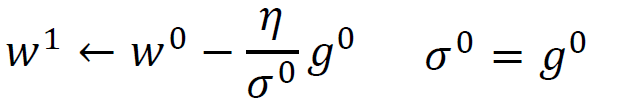 w¹ ← w⁰ − η/σ⁰ g⁰   σ⁰ = g⁰